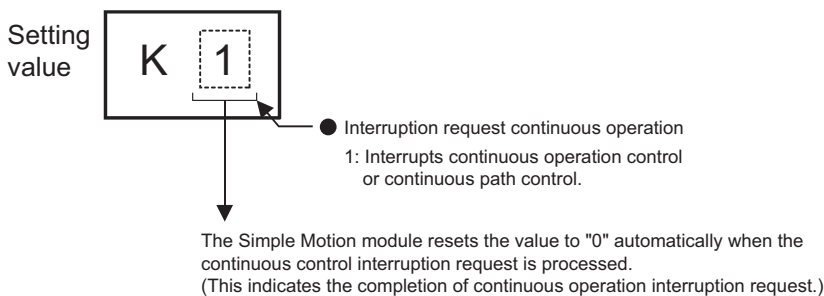 Setting
value
K 1
● Interruption request continuous operation
1: Interrupts continuous operation control
or continuous path control.
The Simple Motion module resets the value to "0" automatically when the
continuous control interruption request is processed.
(This indicates the completion of continuous operation interruption request.)